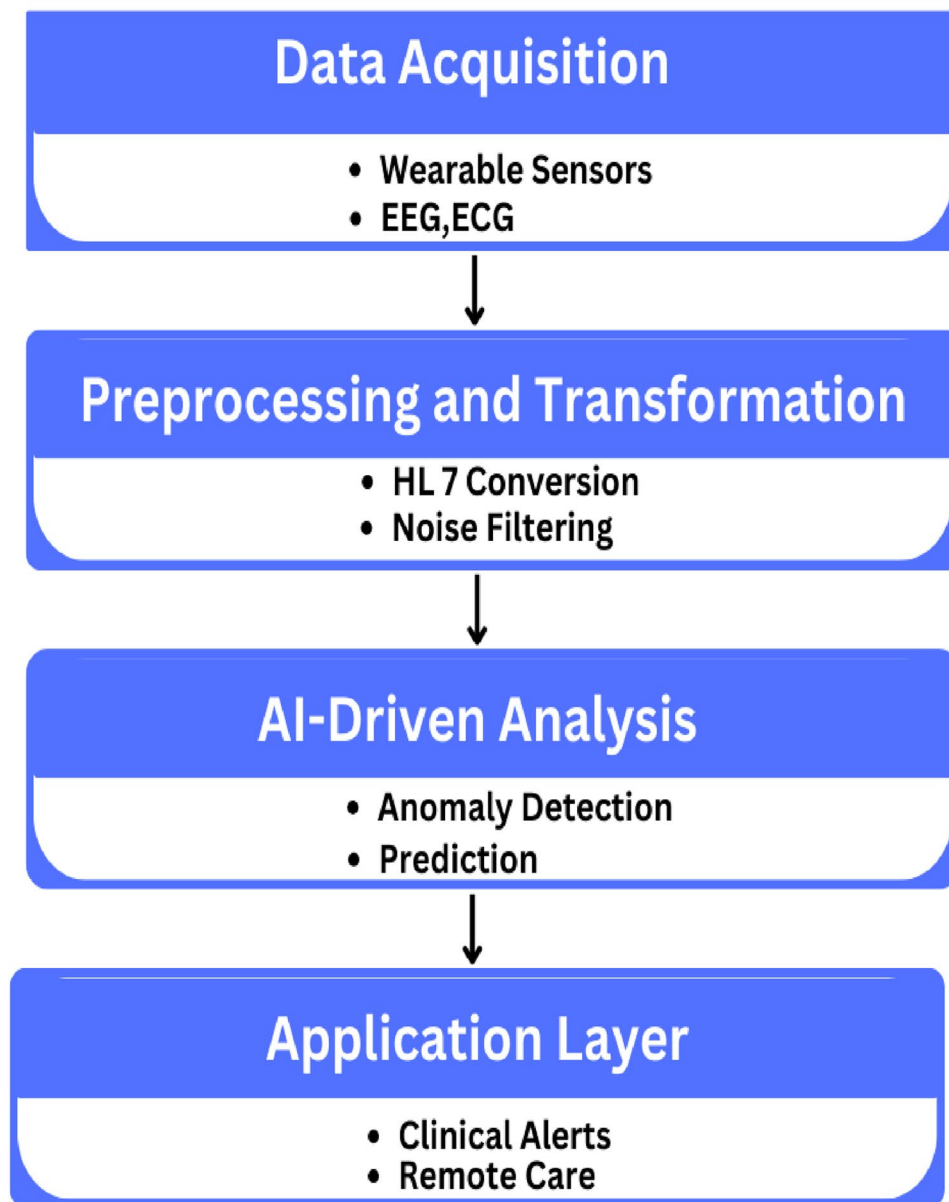 Data Acquisition
• Wearable Sensors
• EEG,ECG
Preprocessing and Transformation
• HL 7 Conversion
• Noise Filtering
AI-Driven Analysis
• Anomaly Detection
• Prediction
Application Layer
• Clinical Alerts
• Remote Care